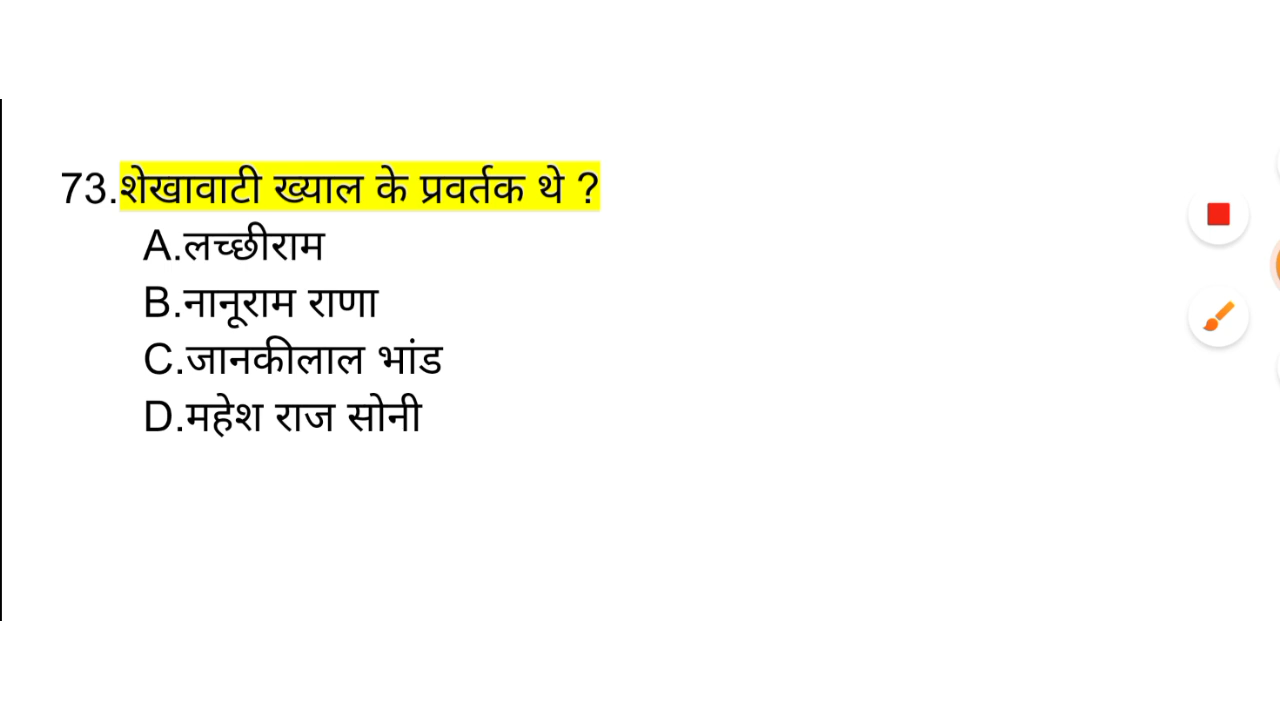 73.शेखावाटी ख्याल के प्रवर्तक थे ?
A.लच्छीराम
B.नानूराम राणा
C.जानकीलाल भांड
D.महेश राज सोनी